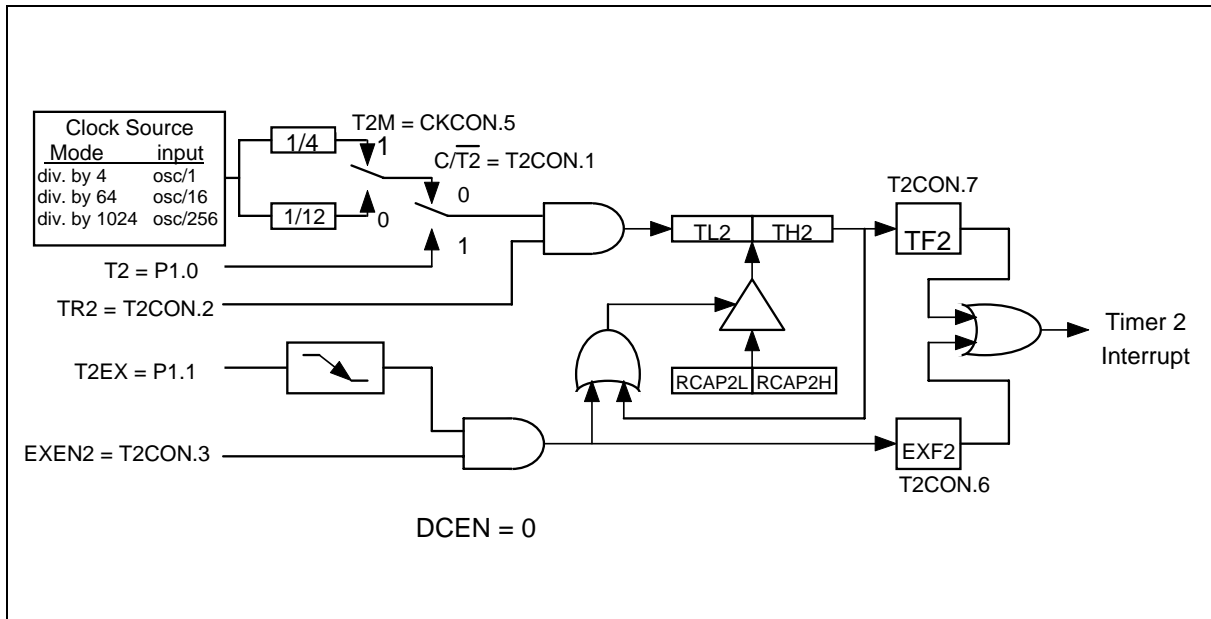 Clock Source
Mode input
div. by 4 osc/1
div. by 64 osc/16
div. by 1024 osc/256
1/4
1/12
T2M = CKCON.5
1
0
C/T2 = T2CON.1
0
1
T2 = P1.0
TR2 = T2CON.2
T2EX = P1.1
EXEN2 = T2CON.3
TL2 TH2
RCAP2L RCAP2H
T2CON.7
TF2
EXF2
T2CON.6
Timer 2
Interrupt
DCEN = 0